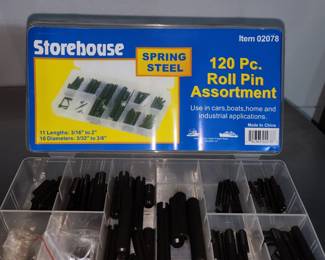 Storehouse
Item 02078
SPRING
STEEL
120 Pc.
Roll Pin
Assortment
Use in cars,boats,home and
industrial applications.
Made In China
11 Lengths: 3/16" to 2"
10 Diameters: 3/32" to 3/8"